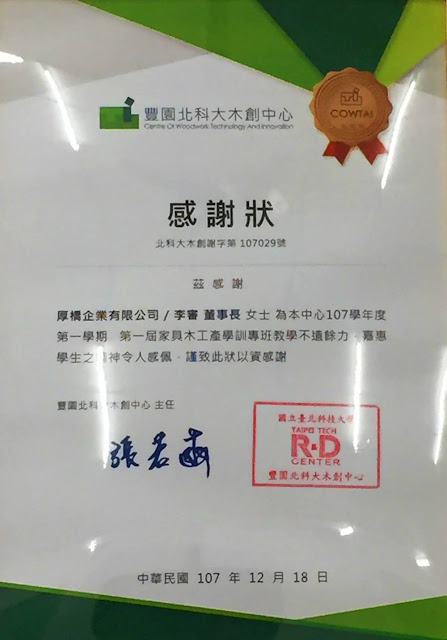 豐園北科大木創中心
Centre Of Woodwork Technology And Innovation
COWTAI
感謝狀
北科大木創謝字第 107029號
茲感謝
厚橋企業有限公司 / 李審 董事長 女士 為本中心107學年度
第一學期 第一屆家具木工產學訓專班教學不遺餘力，嘉惠
學生之 神令人感佩，謹致此狀以資感謝
豐園北科大木創中心 主任
張若
國立臺北科技大學
TAIPEI TECH
R&D
CENTER
豐園北科大木創中心
中華民國 107 年 12 月 18 日